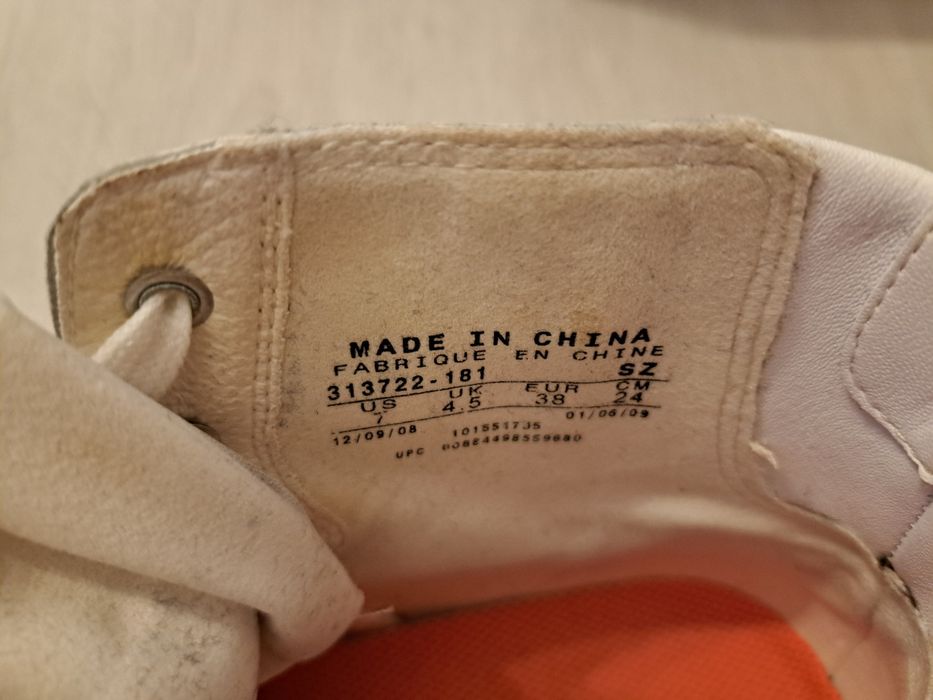 MADE IN CHINA
FABRIQUE EN CHINE
313722-181 SZ
US UK EUR CM
7 4.5 38 24
12/09/08 101551735 01/06/09
UPC 00884498559680